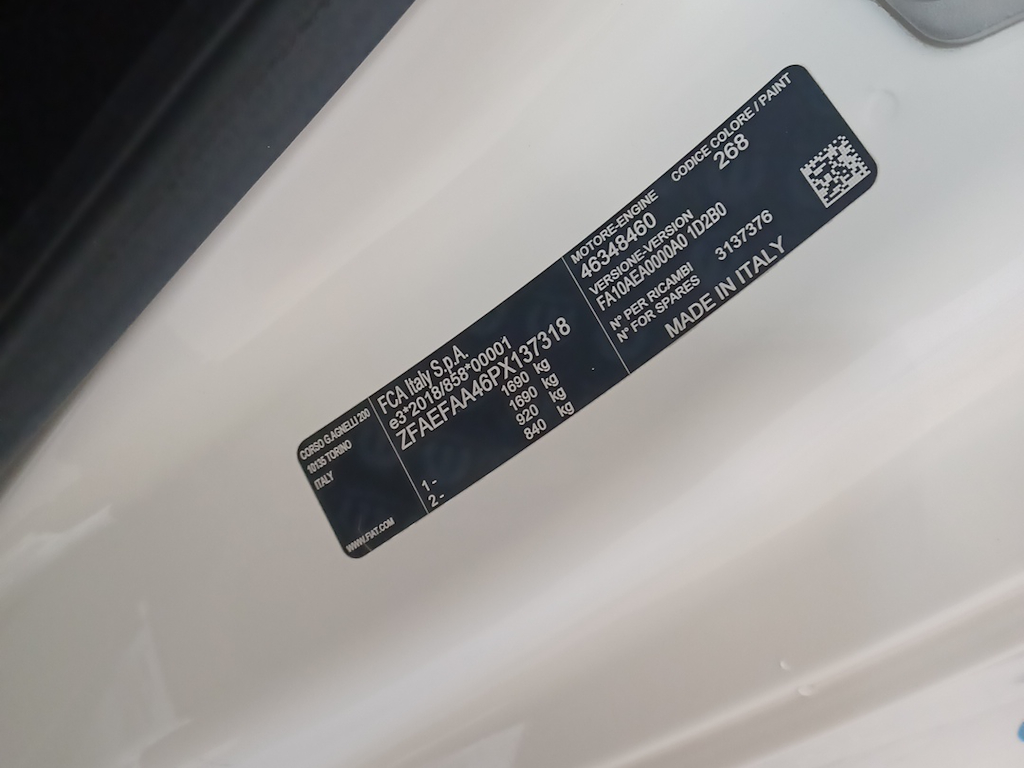 CORSO G.AGNELLI 200
10135 TORINO
ITALY
WWW.FIAT.COM
FCA Italy S.p.A.
e3*2018/858*00001
ZFAEFAA46PX137318
1690 kg
1690 kg
1 - 920 kg
2 - 840 kg
MOTORE-ENGINE
46348460
CODICE COLORE / PAINT
268
VERSIONE-VERSION
FA10AEA0000A0 1D2B0
N° PER RICAMBI
N° FOR SPARES 3137376
MADE IN ITALY